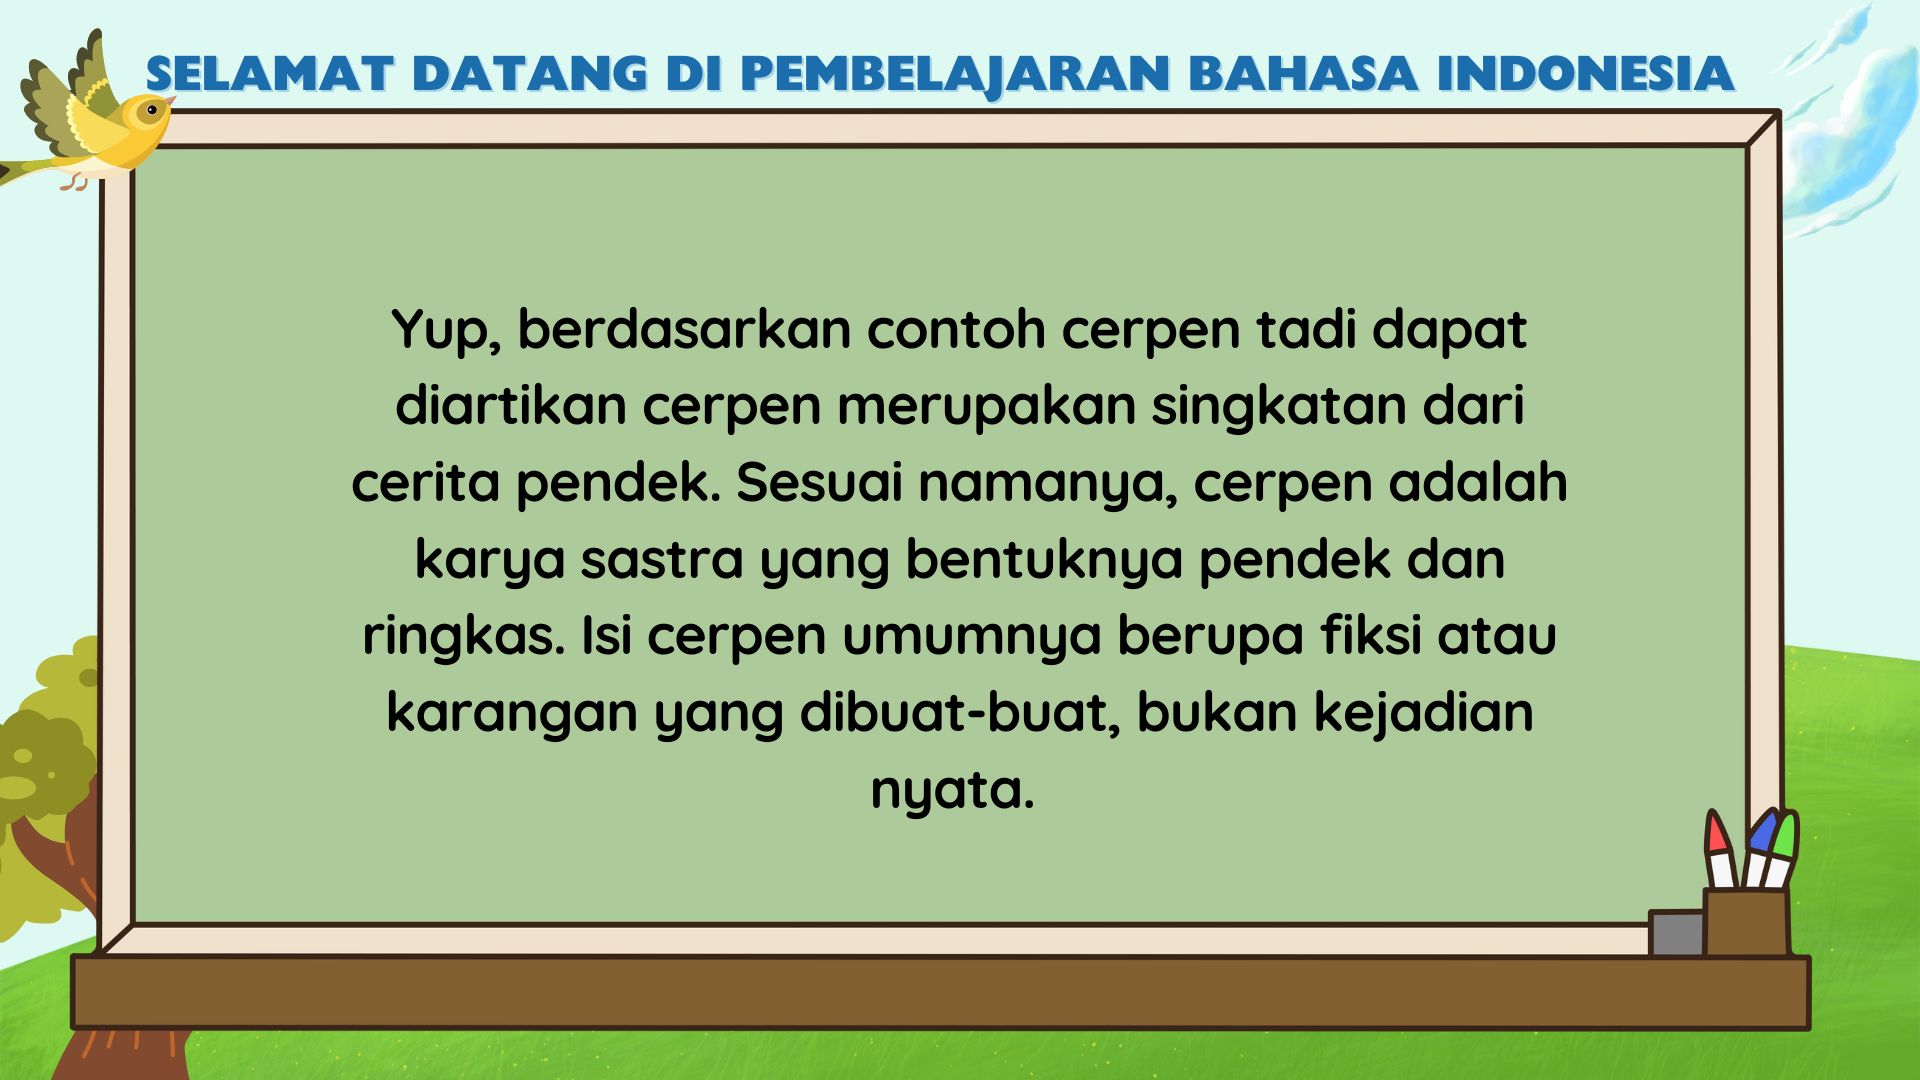 SELAMAT DATANG DI PEMBELAJARAN BAHASA INDONESIA
Yup, berdasarkan contoh cerpen tadi dapat
diartikan cerpen merupakan singkatan dari
cerita pendek. Sesuai namanya, cerpen adalah
karya sastra yang bentuknya pendek dan
ringkas. Isi cerpen umumnya berupa fiksi atau
karangan yang dibuat-buat, bukan kejadian
nyata.